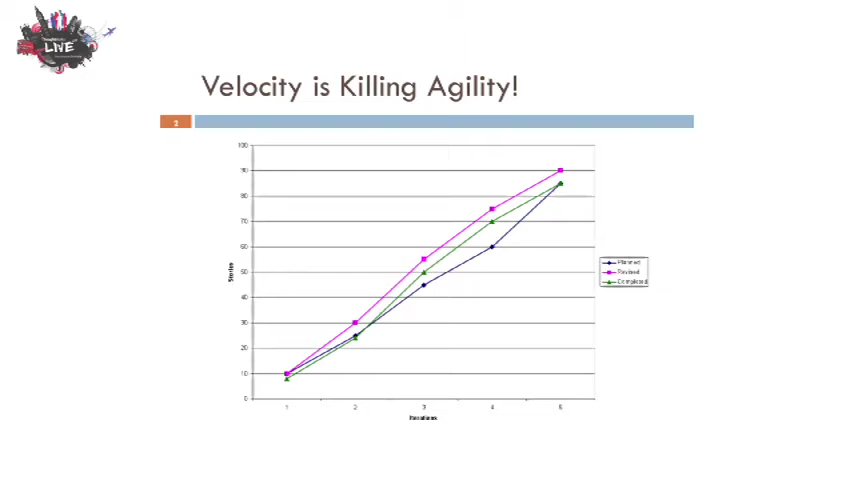 LIVE
Velocity is Killing Agility!
2
100
90
80
70
60
50
40
30
20
10
0
Stories
1 2 3 4 5
Iterations
Planned
Revised
Completed